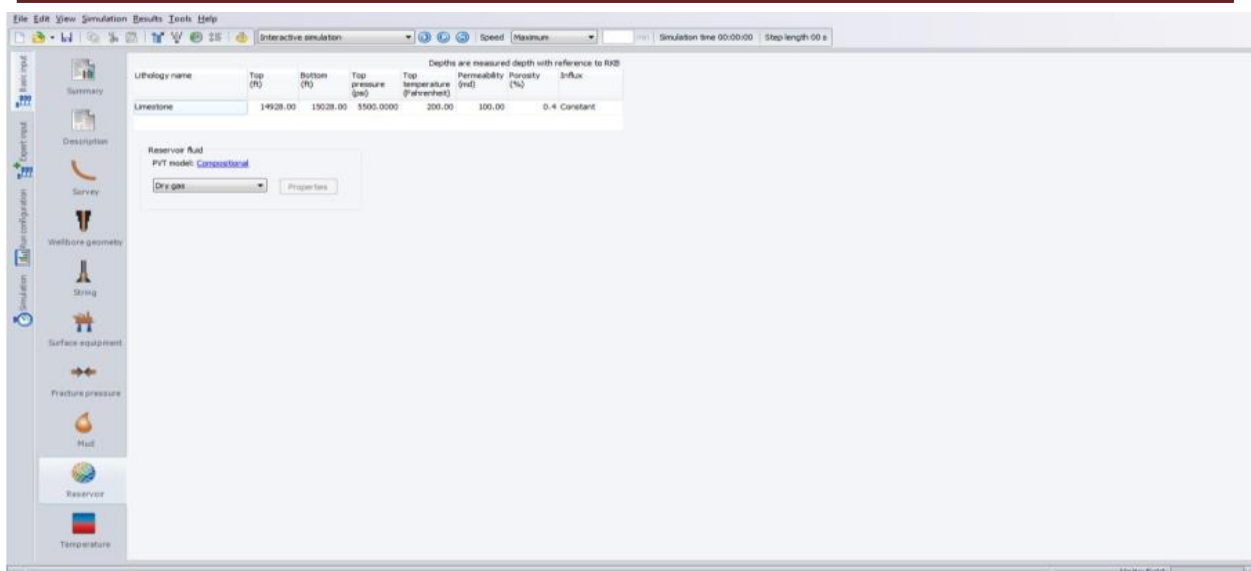 File Edit View Simulation Results Tools Help
Interactive simulation Speed Maximum min Simulation time 00:00:00 Step length 00 s
Basic input
Expert input
Run configuration
Simulation
Summary
Description
Survey
Wellbore geometry
String
Surface equipment
Fracture pressure
Mud
Reservoir
Temperature
Depths are measured depth with reference to RKB
Lithology name Top (ft) Bottom (ft) Top pressure (psi) Top temperature (Fahrenheit) Permeability (md) Porosity (%) Influx
Limestone 14928.00 15028.00 5500.0000 200.00 100.00 0.4 Constant
Reservoir fluid
PVT model: Compositional
Dry gas Properties